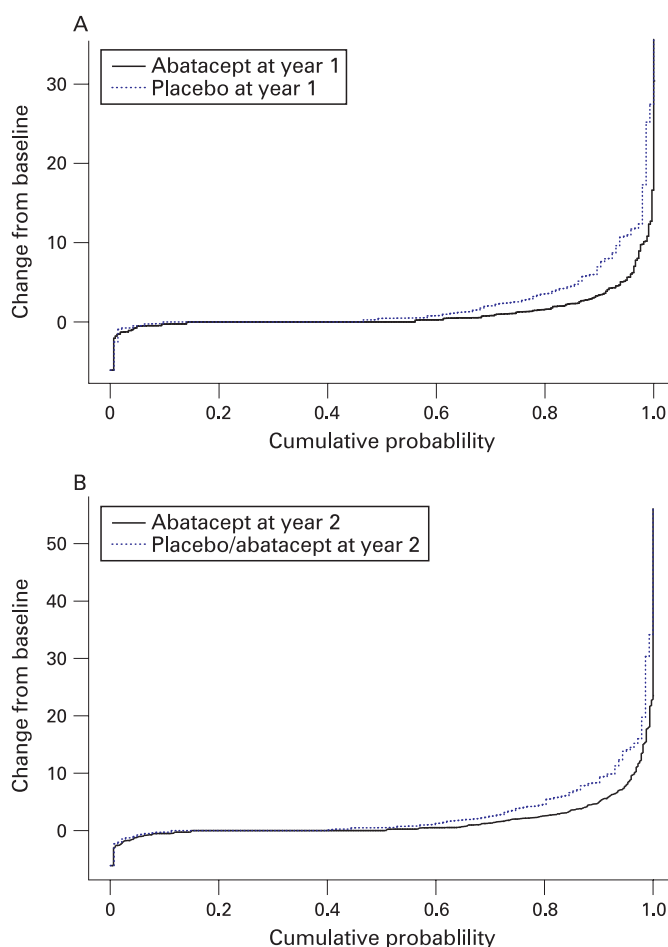 A
Abatacept at year 1
Placebo at year 1
30
20
10
0
Change from baseline
0 0.2 0.4 0.6 0.8 1.0
Cumulative probablility
B
Abatacept at year 2
Placebo/abatacept at year 2
50
40
30
20
10
0
Change from baseline
0 0.2 0.4 0.6 0.8 1.0
Cumulative probablility